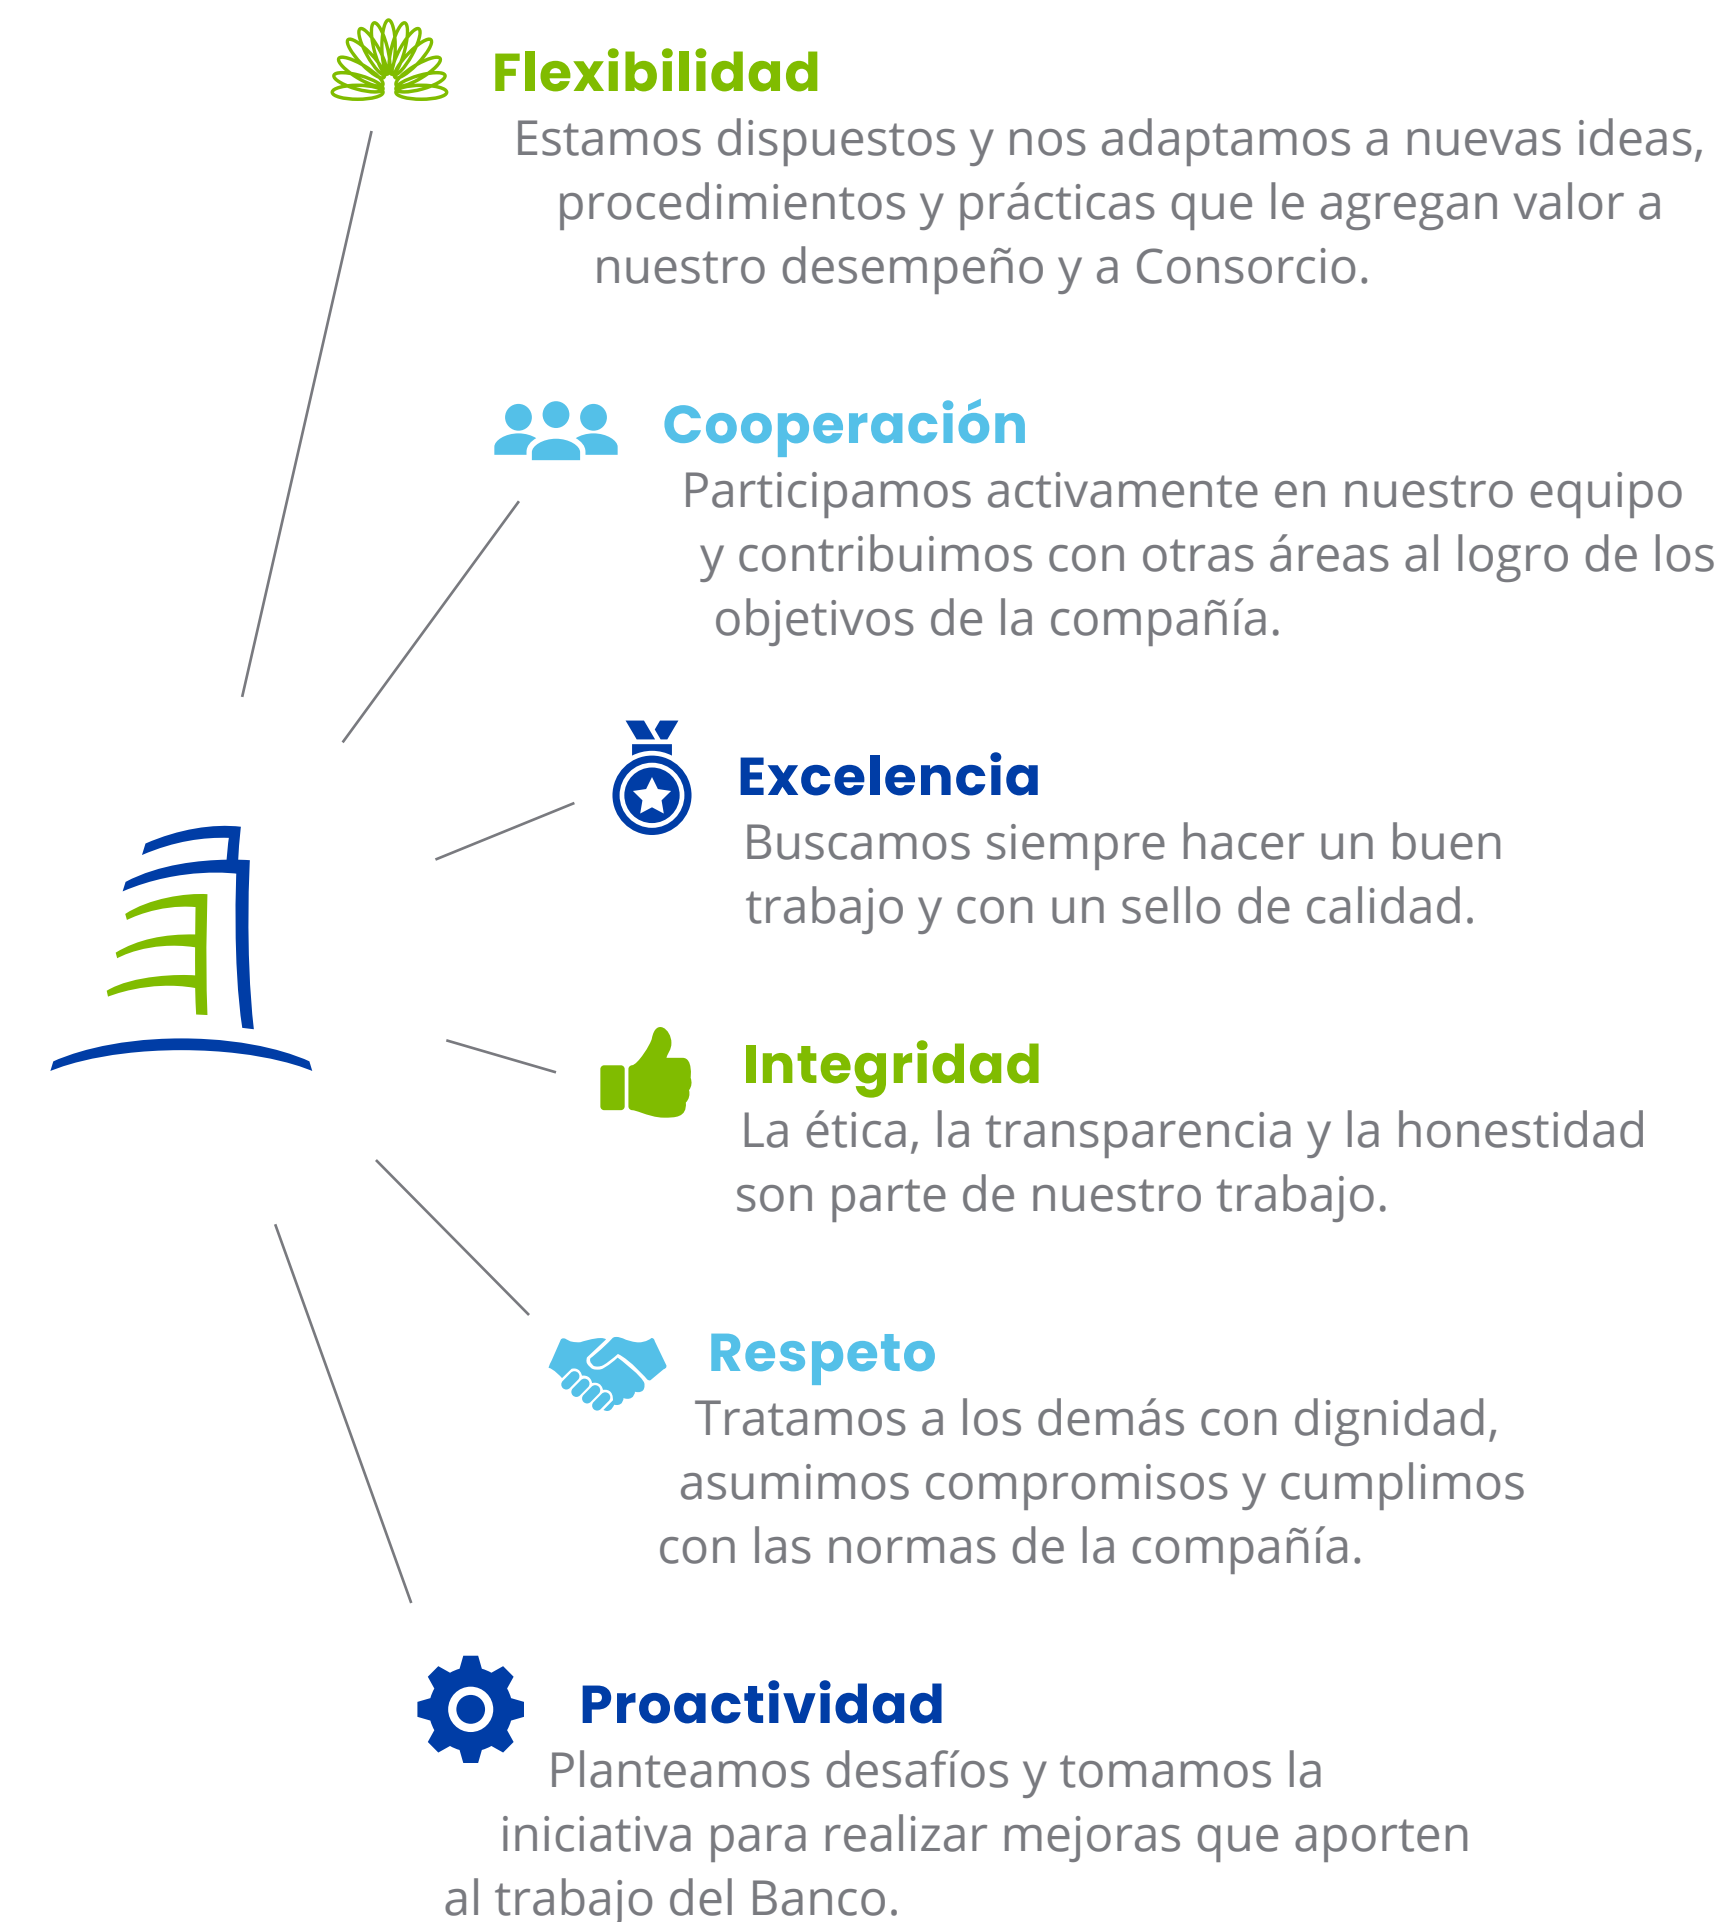 Flexibilidad
Estamos dispuestos y nos adaptamos a nuevas ideas,
procedimientos y prácticas que le agregan valor a
nuestro desempeño y a Consorcio.
Cooperación
Participamos activamente en nuestro equipo
y contribuimos con otras áreas al logro de los
objetivos de la compañía.
Excelencia
Buscamos siempre hacer un buen
trabajo y con un sello de calidad.
Integridad
La ética, la transparencia y la honestidad
son parte de nuestro trabajo.
Respeto
Tratamos a los demás con dignidad,
asumimos compromisos y cumplimos
con las normas de la compañía.
Proactividad
Planteamos desafíos y tomamos la
iniciativa para realizar mejoras que aporten
al trabajo del Banco.